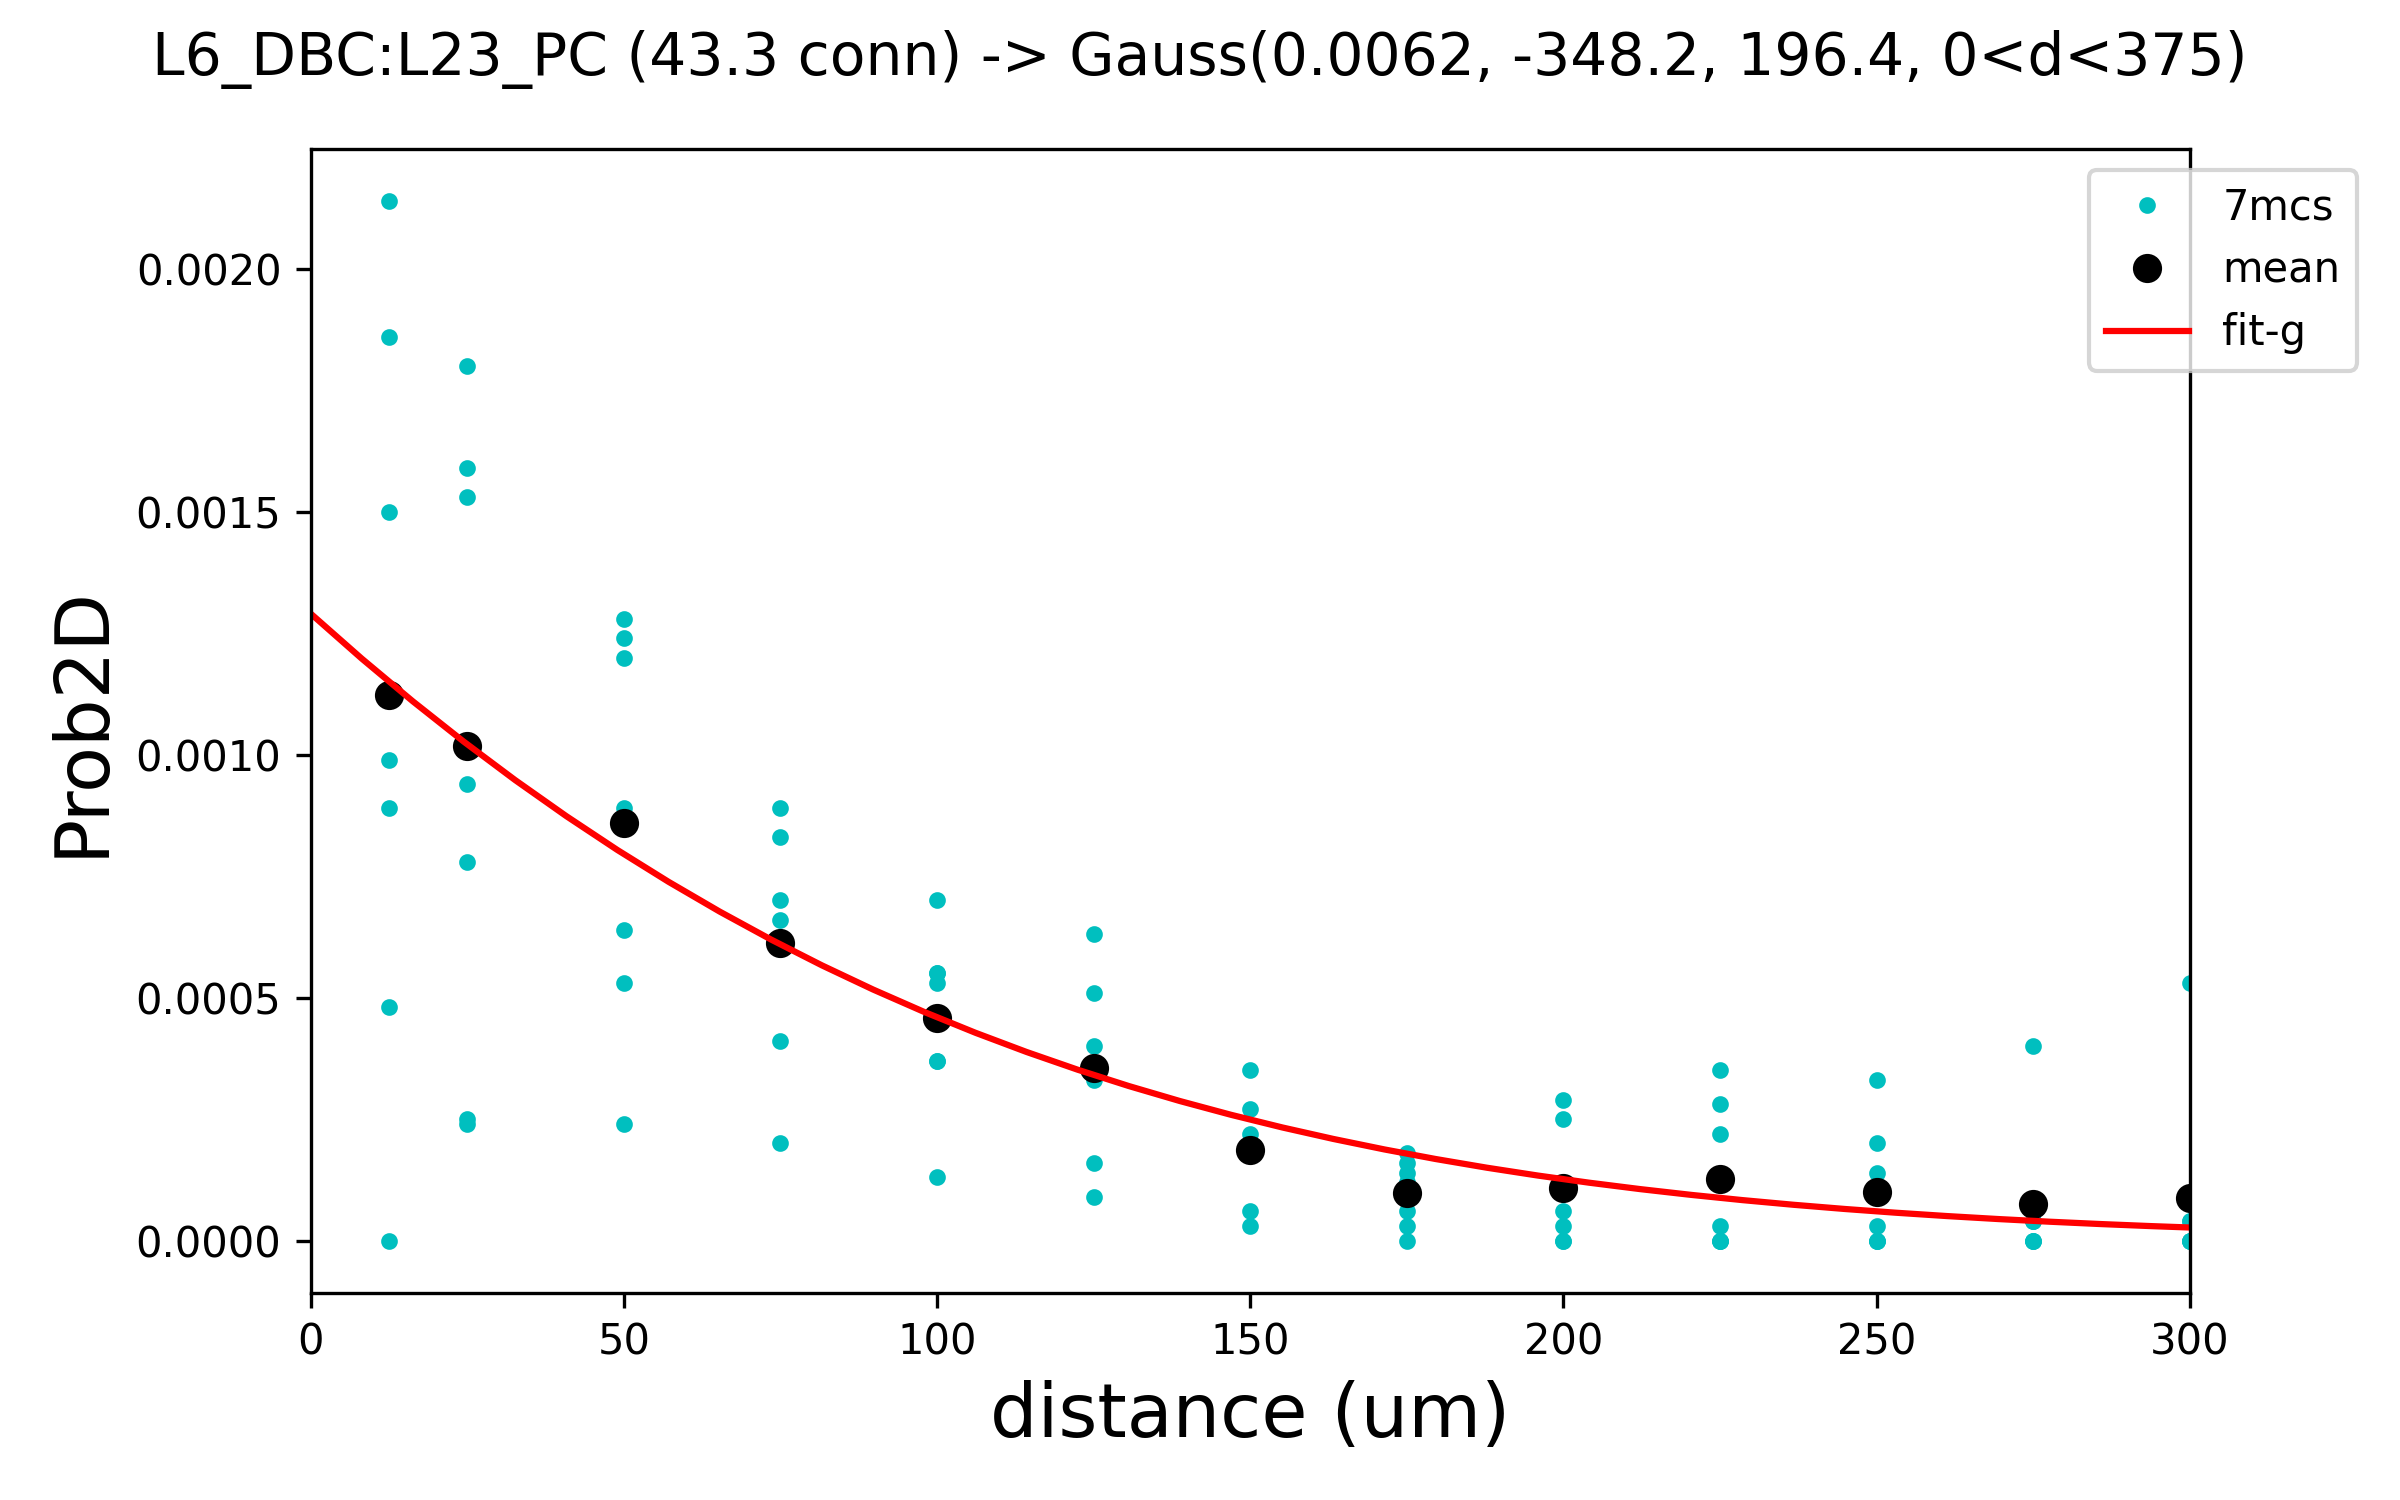 L6_DBC:L23_PC (43.3 conn) -> Gauss(0.0062, -348.2, 196.4, 0<d<375)
7mcs
mean
fit-g
Prob2D
0.0020
0.0015
0.0010
0.0005
0.0000
0 50 100 150 200 250 300
distance (um)